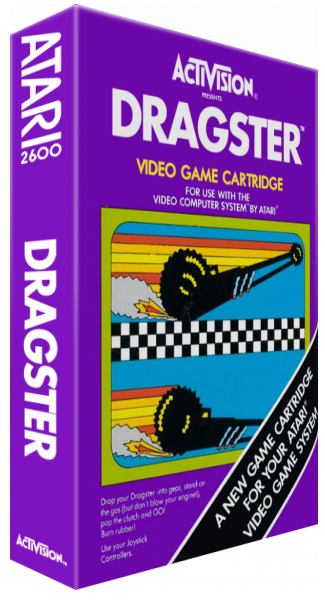 ATARI
2600
DRAGSTER
ACTIVISION™
ACTIVISION®
PRESENTS
DRAGSTER™
VIDEO GAME CARTRIDGE
FOR USE WITH THE
VIDEO COMPUTER SYSTEM™ BY ATARI®
Drop your Dragster into gear, stand on
the gas (but don't blow your engine!),
pop the clutch and GO!
Burn rubber!
Use your Joystick
Controllers.
A NEW GAME CARTRIDGE
FOR YOUR ATARI®
VIDEO GAME SYSTEM